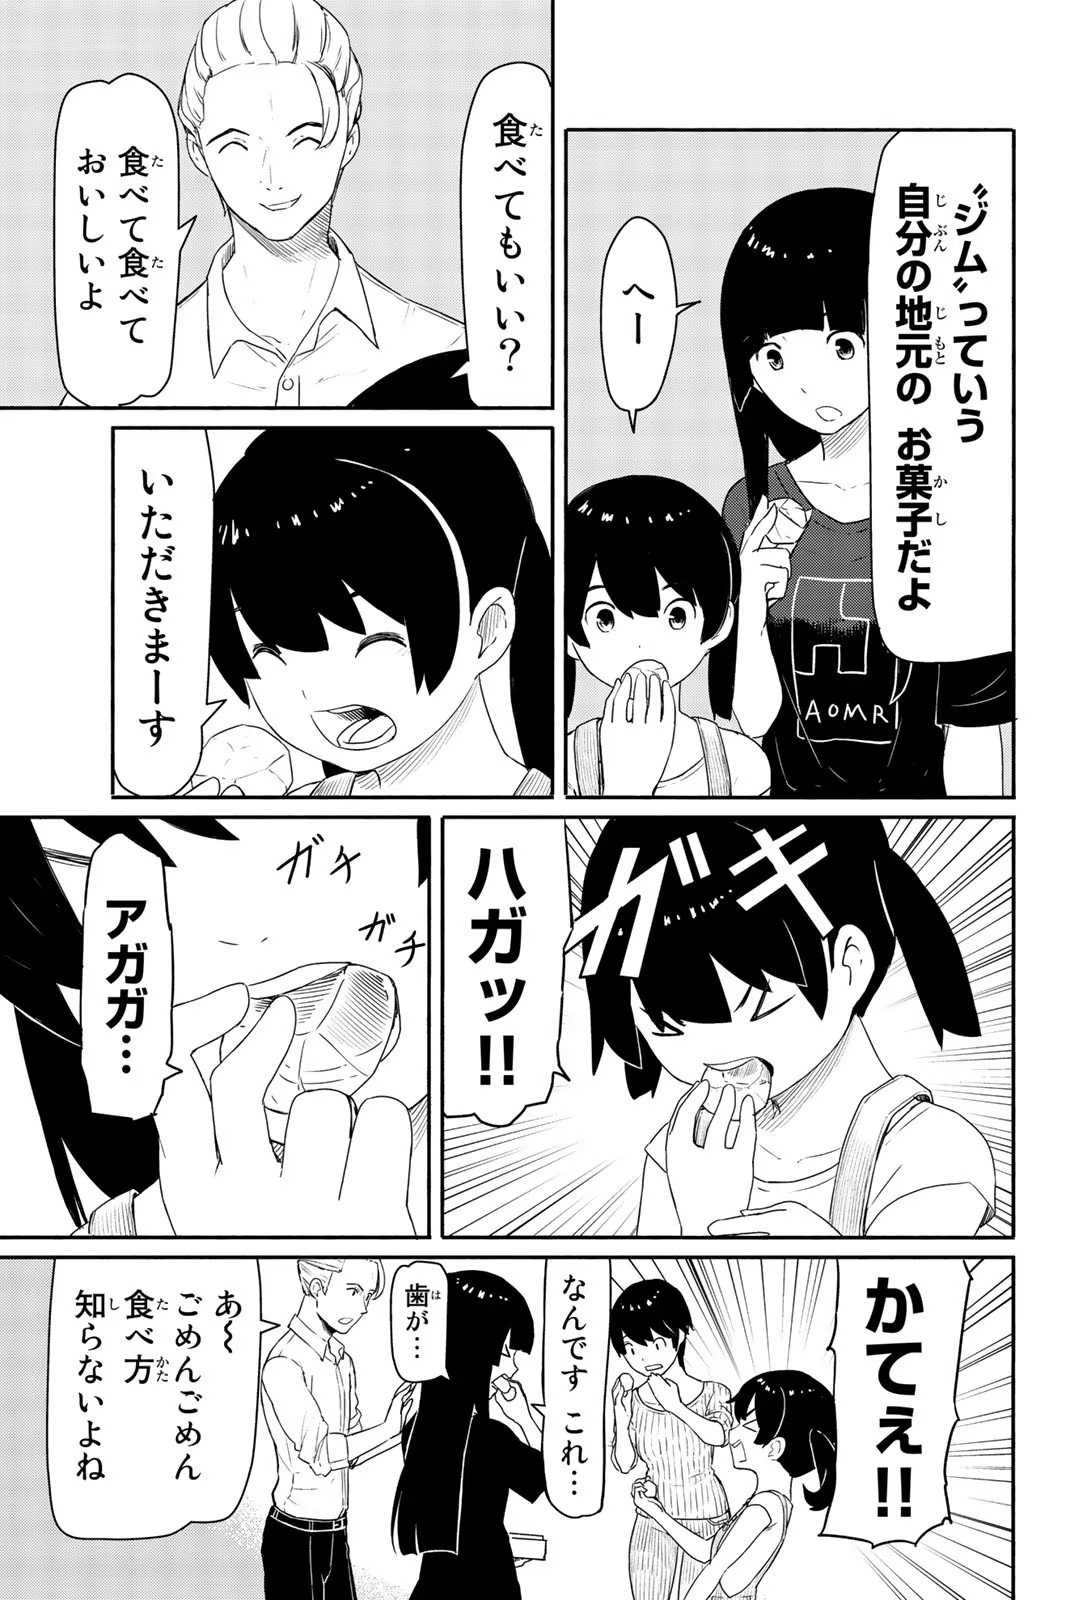 〝ジム〟っていう
自分の地元の お菓子だよ
へー
AOMRI
食べてもいい？
食べて食べて
おいしいよ
いただきまーす
ガキ
ハガッ!!
ガチ
ガチ
アガガ…
かてぇ!!
なんです これ…
歯が…
あ〜
ごめんごめん
食べ方
知らないよね